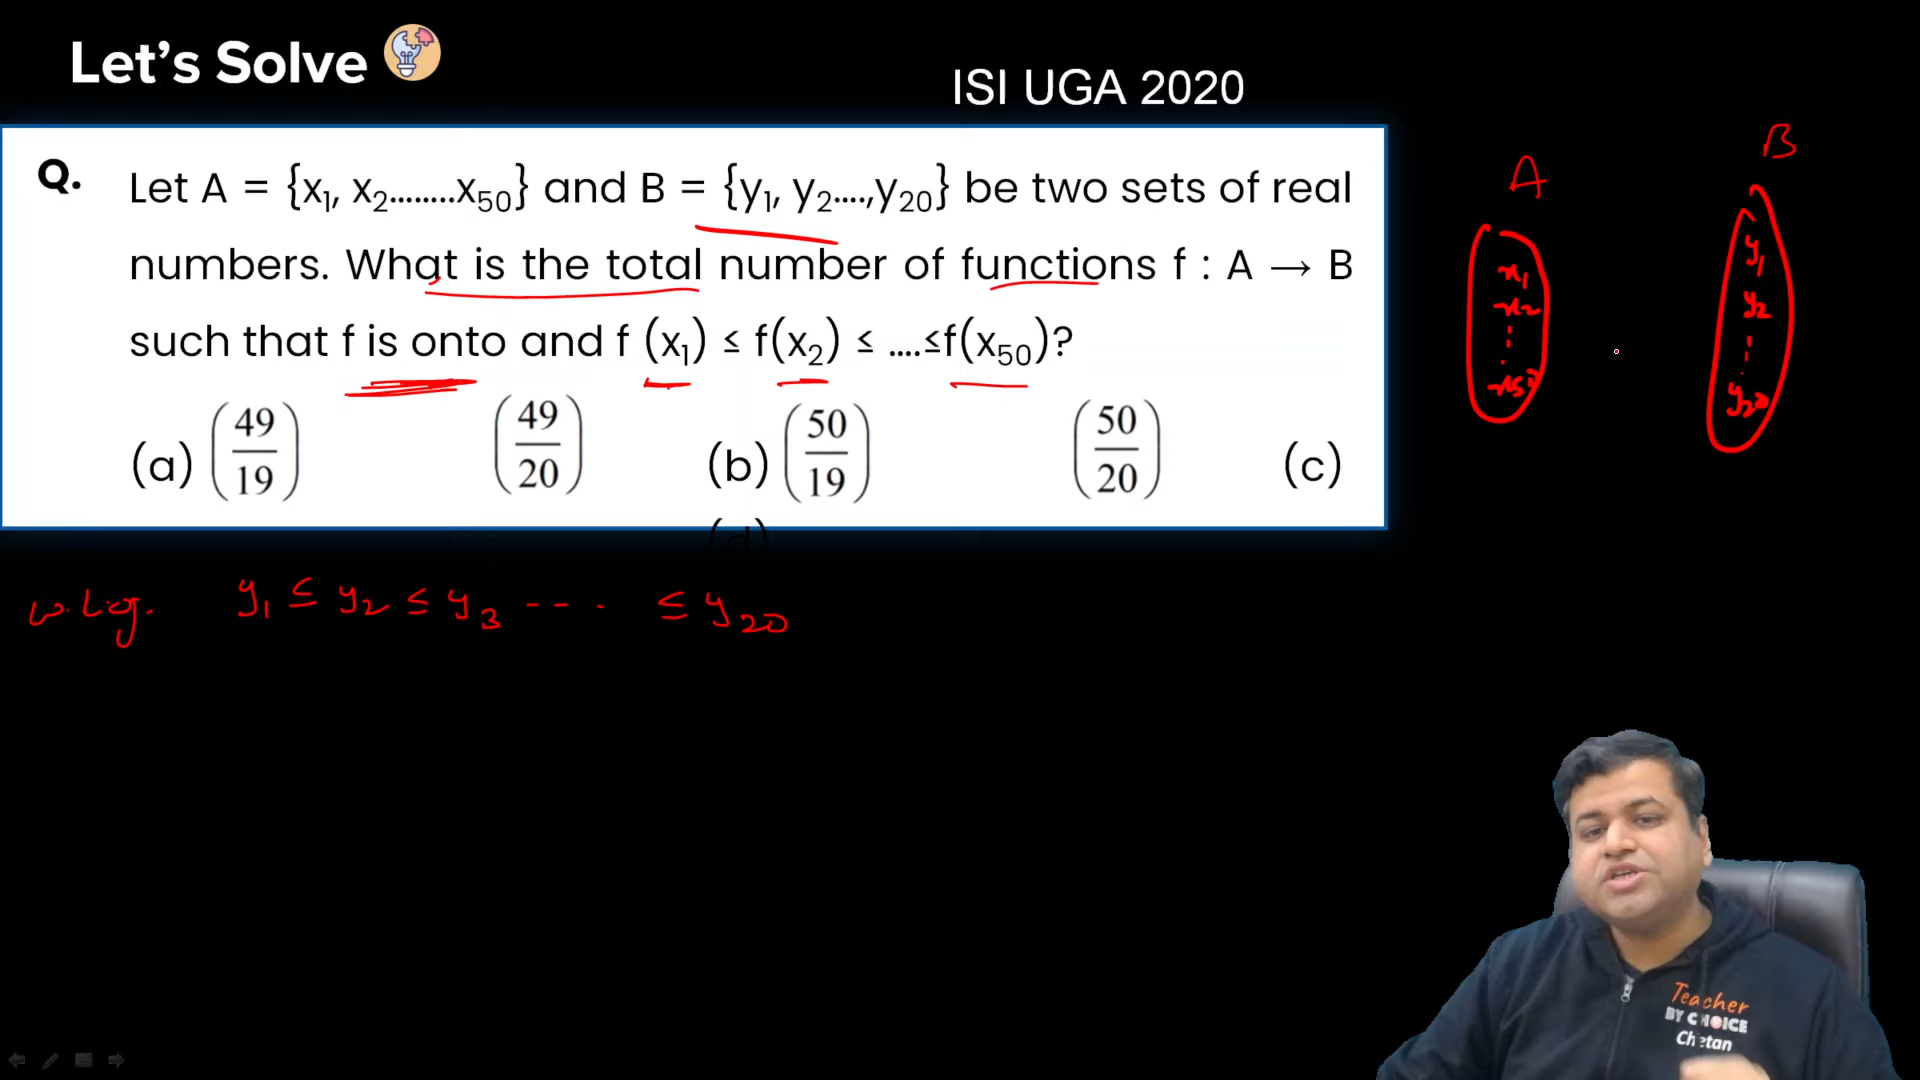 Let's Solve
ISI UGA 2020
Q. Let A = {x₁, x₂........x₅₀} and B = {y₁, y₂....,y₂₀} be two sets of real
numbers. What is the total number of functions f : A → B
such that f is onto and f (x₁) ≤ f(x₂) ≤ ....≤f(x₅₀)?
(a) (49/19) (49/20) (b) (50/19) (50/20) (c)
(d)
A
B
x₁
x₂
x₅₀
y₁
y₂
y₂₀
w.l.g. y₁ ≤ y₂ ≤ y₃ --- . ≤ y₂₀
Teacher
BY CHOICE
Chetan